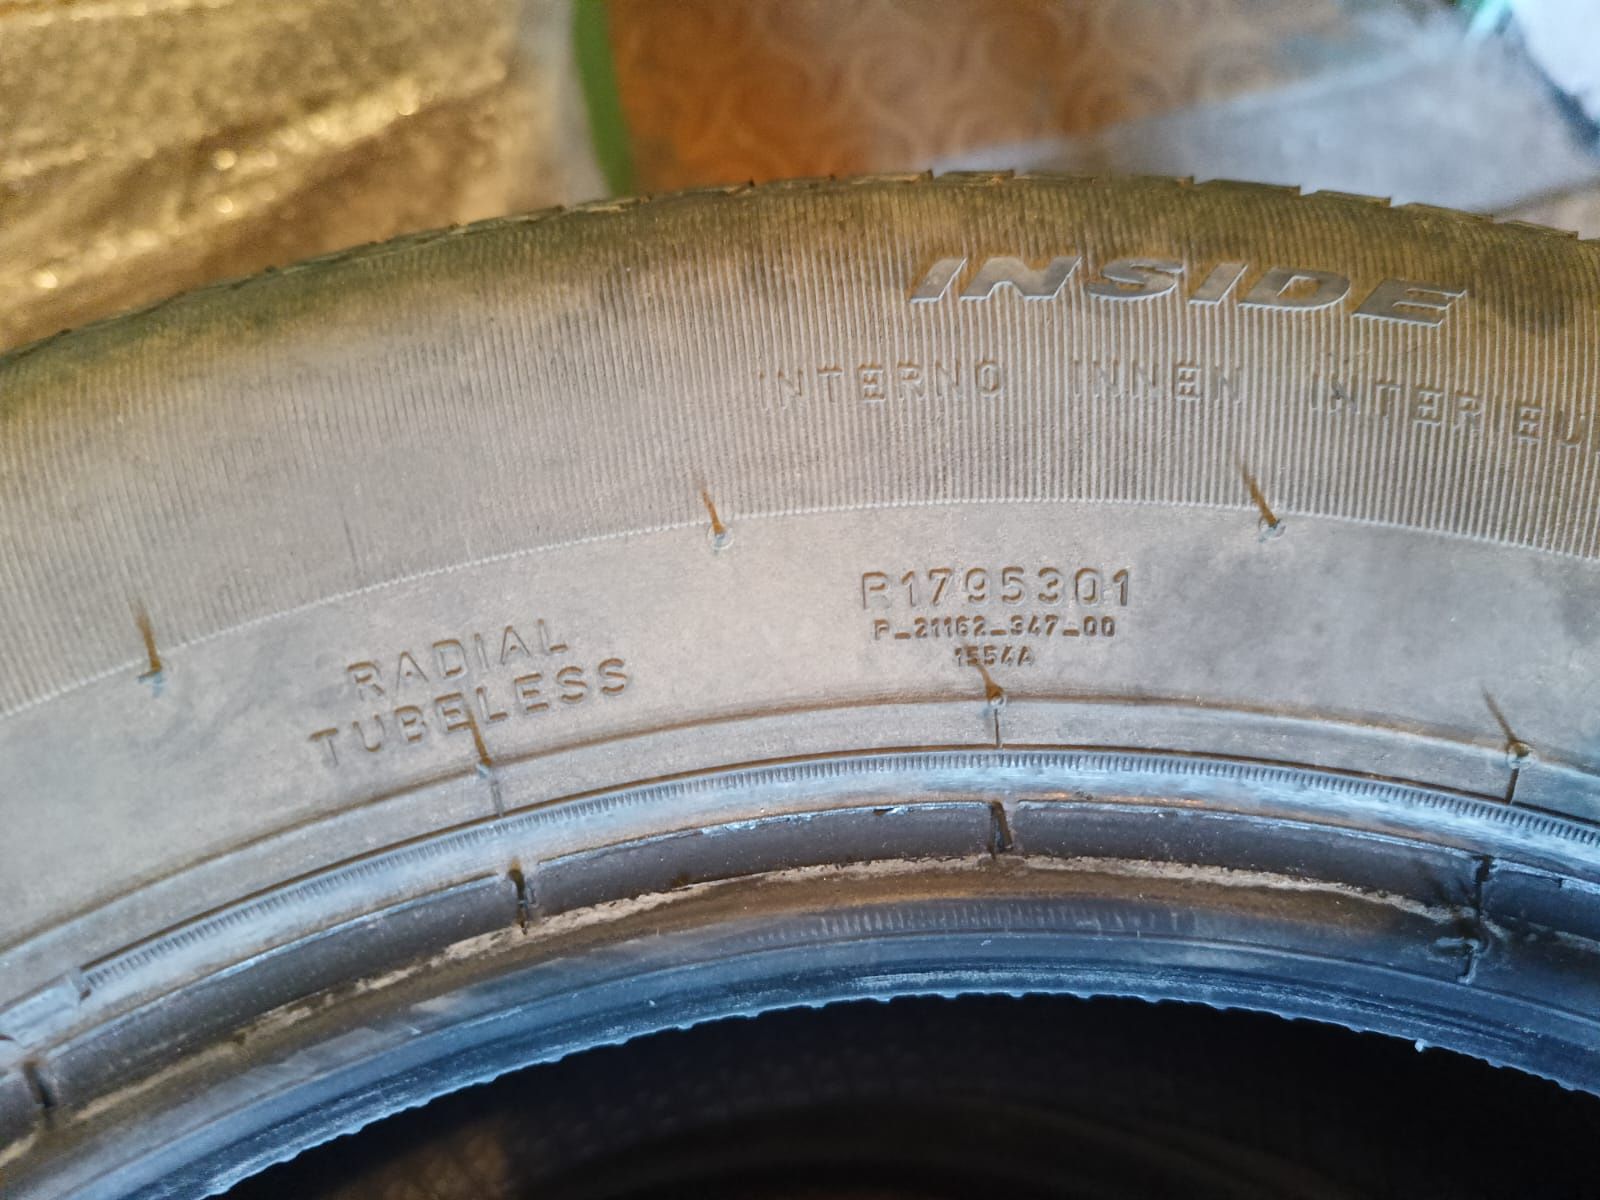 INSIDE
INTERNO INNEN INTERIEU
RADIAL
TUBELESS
R1795301
P_21162_347_00
1554A